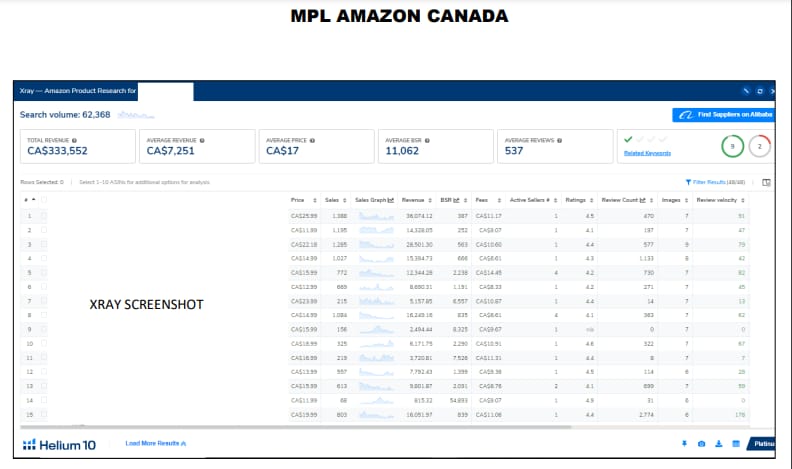 MPL AMAZON CANADA
Xray — Amazon Product Research for
Search volume: 62,368
Find Suppliers on Alibaba
TOTAL REVENUE AVERAGE REVENUE AVERAGE PRICE AVERAGE BSR AVERAGE REVIEWS
CA$333,552 CA$7,251 CA$17 11,062 537
Related Keywords 9 2
Rows Selected: 0 Select 1-10 ASINs for additional options for analysis Filter Results (48/48)
# Price Sales Sales Graph Revenue BSR Fees Active Sellers # Ratings Review Count Images Review velocity
1 CA$25.99 1,388 36,074.12 387 CA$11.17 1 4.5 470 7 91
2 CA$11.99 1,195 14,328.05 252 CA$9.07 1 4.1 197 7 47
3 CA$22.18 1,285 28,501.30 563 CA$10.60 1 4.4 577 9 79
4 CA$14.99 1,027 15,394.73 666 CA$8.61 1 4.3 1,133 8 42
5 CA$15.99 772 12,344.28 2,238 CA$14.45 4 4.2 730 7 82
6 CA$12.99 669 8,690.31 1,191 CA$8.33 1 4.2 271 7 45
7 CA$23.99 215 5,157.85 6,557 CA$10.87 1 4.4 14 7 13
8 CA$14.99 1,084 16,249.16 835 CA$6.61 4 4.1 363 7 62
9 CA$15.99 156 2,494.44 8,325 CA$9.67 1 n/a 0 7 0
10 CA$18.99 325 6,171.75 2,290 CA$10.91 1 4.6 322 7 67
11 CA$16.99 219 3,720.81 7,526 CA$11.31 1 4.4 8 7 7
12 CA$13.99 557 7,792.43 1,399 CA$9.36 1 4.5 114 6 28
13 CA$15.99 613 9,801.87 2,091 CA$8.76 2 4.1 699 7 59
14 CA$11.99 68 815.32 54,893 CA$9.07 1 4.9 31 6 0
15 CA$19.99 803 16,051.97 839 CA$11.06 1 4.4 2,774 6 176
XRAY SCREENSHOT
Helium 10 Load More Results Platinu